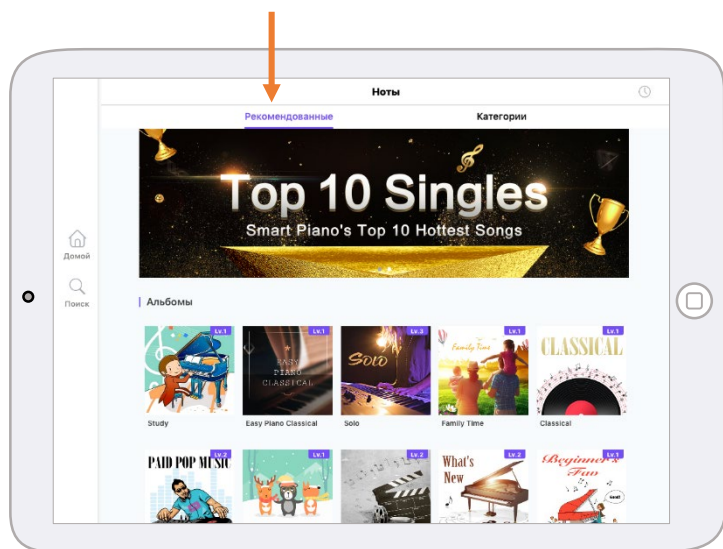 Ноты
Рекомендованные Категории
Top 10 Singles
Smart Piano's Top 10 Hottest Songs
Домой
Поиск
Альбомы
Lv.1 Lv.1 Lv.3 Lv.1 Lv.1
EASY
PIANO
CLASSICAL
Solo
Family Time
CLASSICAL
Study Easy Piano Classical Solo Family Time Classical
Lv.2 Lv.1 Lv.2 Lv.2 Lv.1
PAID POP MUSIC
What's
New
Beginner's
Fun